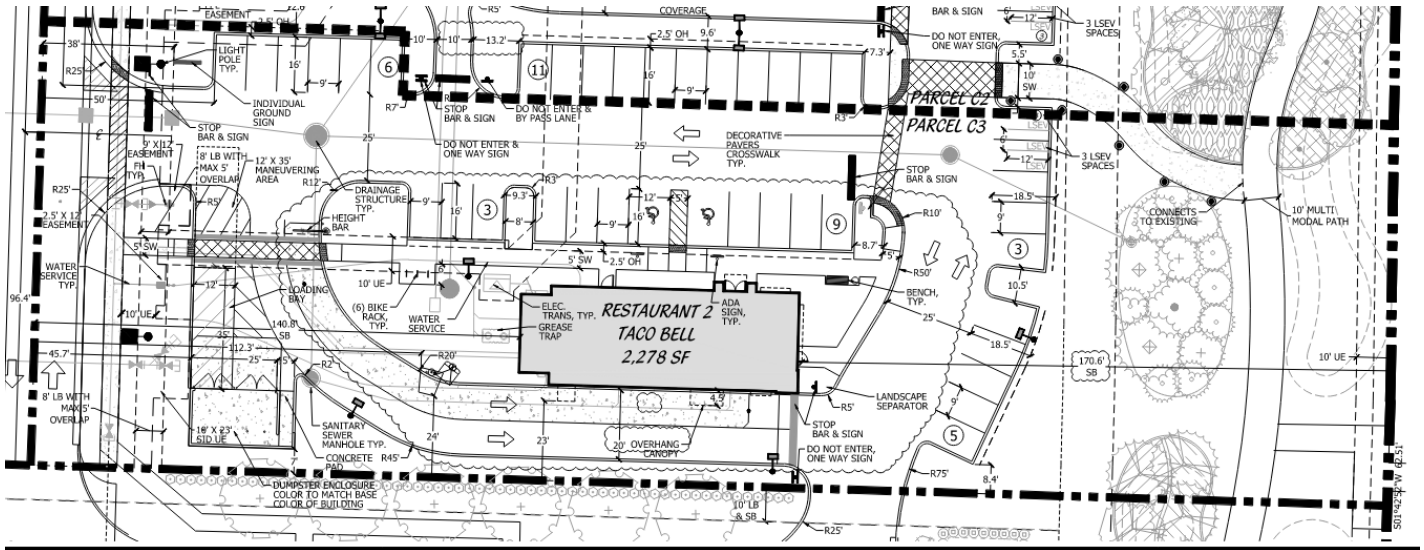 EASEMENT
2.5' OH
R5'
COVERAGE
BAR & SIGN
6'
12'
3 LSEV
SPACES
38'
R25'
LIGHT
POLE
TYP.
16'
9'
6
10'
10'
13.2'
11
2.5' OH
9.6'
16'
9'
7.3'
DO NOT ENTER,
ONE WAY SIGN
3
5.5'
10'
SW
50'
INDIVIDUAL
GROUND
SIGN
R7'
STOP
BAR & SIGN
DO NOT ENTER &
BY PASS LANE
R3'
PARCEL C2
PARCEL C3
LSEV
LSEV
LSEV
6'
12'
3 LSEV
SPACES
STOP
BAR & SIGN
9' X 12'
EASEMENT
FH
TYP.
8' LB WITH
MAX 5'
OVERLAP
12' X 35'
MANEUVERING
AREA
25'
DO NOT ENTER &
ONE WAY SIGN
25'
DECORATIVE
PAVERS
CROSSWALK
TYP.
STOP
BAR & SIGN
R25'
R5'
R12'
DRAINAGE
STRUCTURE
TYP.
9'
16'
3
R3'
9.3'
8'
9'
12'
16'
5'
9
8.7'
5'
R10'
18.5'
9'
3
CONNECTS
TO EXISTING
10' MULTI
MODAL PATH
2.5' X 12'
EASEMENT
HEIGHT
BAR
5' SW
5' SW
2.5' OH
6'
WATER
SERVICE
TYP.
12'
LOADING
BAY
10' UE
(6) BIKE
RACK,
TYP.
WATER
SERVICE
ELEC.
TRANS, TYP.
GREASE
TRAP
RESTAURANT 2
TACO BELL
2,278 SF
ADA
SIGN,
TYP.
R50'
BENCH,
TYP.
25'
10.5'
18.5'
96.4'
10' UE
35'
140.8'
SB
112.3'
25'
5'
45.7'
R20'
R2'
170.6'
SB
10' UE
8' LB WITH
MAX 5'
OVERLAP
16' X 23'
SID UE
SANITARY
SEWER
MANHOLE TYP.
CONCRETE
PAD
R45'
24'
23'
20'
4.5'
OVERHANG
CANOPY
R5'
LANDSCAPE
SEPARATOR
STOP
BAR & SIGN
DO NOT ENTER,
ONE WAY SIGN
9'
5
R75'
8.4'
DUMPSTER ENCLOSURE
COLOR TO MATCH BASE
COLOR OF BUILDING
10' LB
& SB
R25'
S01°42'52"W 62.51'